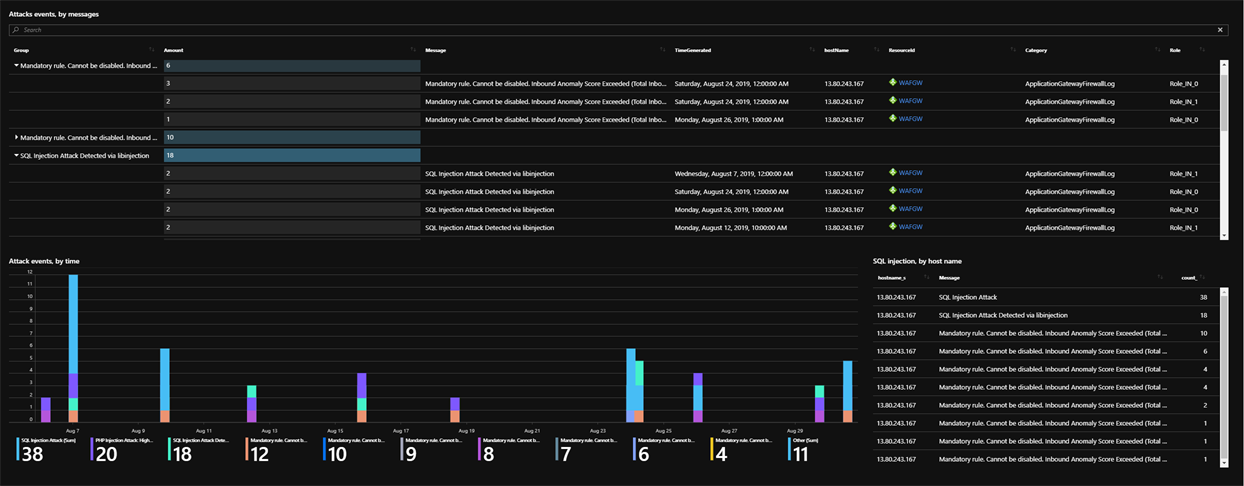 Attacks events, by messages
Search
Group Amount Message TimeGenerated hostName ResourceId Category Role
Mandatory rule. Cannot be disabled. Inbound ... 6
3 Mandatory rule. Cannot be disabled. Inbound Anomaly Score Exceeded (Total Inbo... Saturday, August 24, 2019, 12:00:00 AM 13.80.243.167 WAFGW ApplicationGatewayFirewallLog Role_IN_0
2 Mandatory rule. Cannot be disabled. Inbound Anomaly Score Exceeded (Total Inbo... Saturday, August 24, 2019, 12:00:00 AM 13.80.243.167 WAFGW ApplicationGatewayFirewallLog Role_IN_1
1 Mandatory rule. Cannot be disabled. Inbound Anomaly Score Exceeded (Total Inbo... Monday, August 26, 2019, 1:00:00 AM 13.80.243.167 WAFGW ApplicationGatewayFirewallLog Role_IN_0
Mandatory rule. Cannot be disabled. Inbound ... 10
SQL Injection Attack Detected via libinjection 18
2 SQL Injection Attack Detected via libinjection Wednesday, August 7, 2019, 12:00:00 AM 13.80.243.167 WAFGW ApplicationGatewayFirewallLog Role_IN_1
2 SQL Injection Attack Detected via libinjection Saturday, August 24, 2019, 12:00:00 AM 13.80.243.167 WAFGW ApplicationGatewayFirewallLog Role_IN_0
2 SQL Injection Attack Detected via libinjection Monday, August 26, 2019, 1:00:00 AM 13.80.243.167 WAFGW ApplicationGatewayFirewallLog Role_IN_0
2 SQL Injection Attack Detected via libinjection Monday, August 12, 2019, 10:00:00 AM 13.80.243.167 WAFGW ApplicationGatewayFirewallLog Role_IN_1
Attack events, by time
12
11
10
9
8
7
6
5
4
3
2
1
0
Aug 7 Aug 9 Aug 11 Aug 13 Aug 15 Aug 17 Aug 19 Aug 21 Aug 23 Aug 25 Aug 26 Aug 28
SQL Injection Attack (Sum) PHP Injection Attack: High... SQL Injection Attack Dete... Mandatory rule. Cannot b... Mandatory rule. Cannot b... Mandatory rule. Cannot b... Mandatory rule. Cannot b... Mandatory rule. Cannot b... Mandatory rule. Cannot b... Mandatory rule. Cannot b... Other (Sum)
38 20 18 12 10 9 8 7 6 4 11
SQL injection, by host name
hostname_s Message count_
13.80.243.167 SQL Injection Attack 38
13.80.243.167 SQL Injection Attack Detected via libinjection 18
13.80.243.167 Mandatory rule. Cannot be disabled. Inbound Anomaly Score Exceeded (Total ... 10
13.80.243.167 Mandatory rule. Cannot be disabled. Inbound Anomaly Score Exceeded (Total ... 6
13.80.243.167 Mandatory rule. Cannot be disabled. Inbound Anomaly Score Exceeded (Total ... 4
13.80.243.167 Mandatory rule. Cannot be disabled. Inbound Anomaly Score Exceeded (Total ... 4
13.80.243.167 Mandatory rule. Cannot be disabled. Inbound Anomaly Score Exceeded (Total ... 2
13.80.243.167 Mandatory rule. Cannot be disabled. Inbound Anomaly Score Exceeded (Total ... 1
13.80.243.167 Mandatory rule. Cannot be disabled. Inbound Anomaly Score Exceeded (Total ... 1
13.80.243.167 Mandatory rule. Cannot be disabled. Inbound Anomaly Score Exceeded (Total ... 1